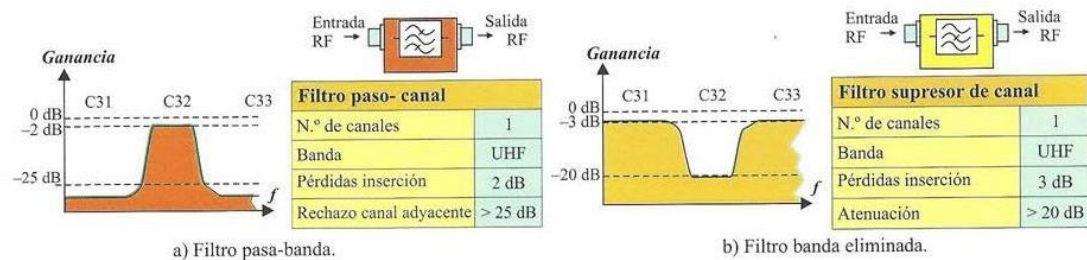 Entrada
RF
Salida
RF
Ganancia
C31 C32 C33
0 dB
–2 dB
–25 dB
f
Filtro paso- canal
N.º de canales 1
Banda UHF
Pérdidas inserción 2 dB
Rechazo canal adyacente > 25 dB
a) Filtro pasa-banda.
Entrada
RF
Salida
RF
Ganancia
C31 C32 C33
0 dB
–3 dB
–20 dB
f
Filtro supresor de canal
N.º de canales 1
Banda UHF
Pérdidas inserción 3 dB
Atenuación > 20 dB
b) Filtro banda eliminada.